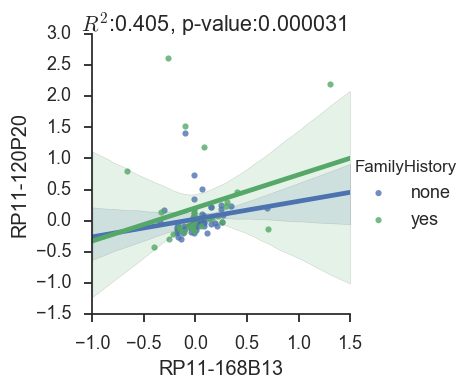 R²:0.405, p-value:0.000031
3.0
2.5
2.0
1.5
1.0
0.5
0.0
−0.5
−1.0
−1.5
RP11-120P20
−1.0 −0.5 0.0 0.5 1.0 1.5
RP11-168B13
FamilyHistory
none
yes